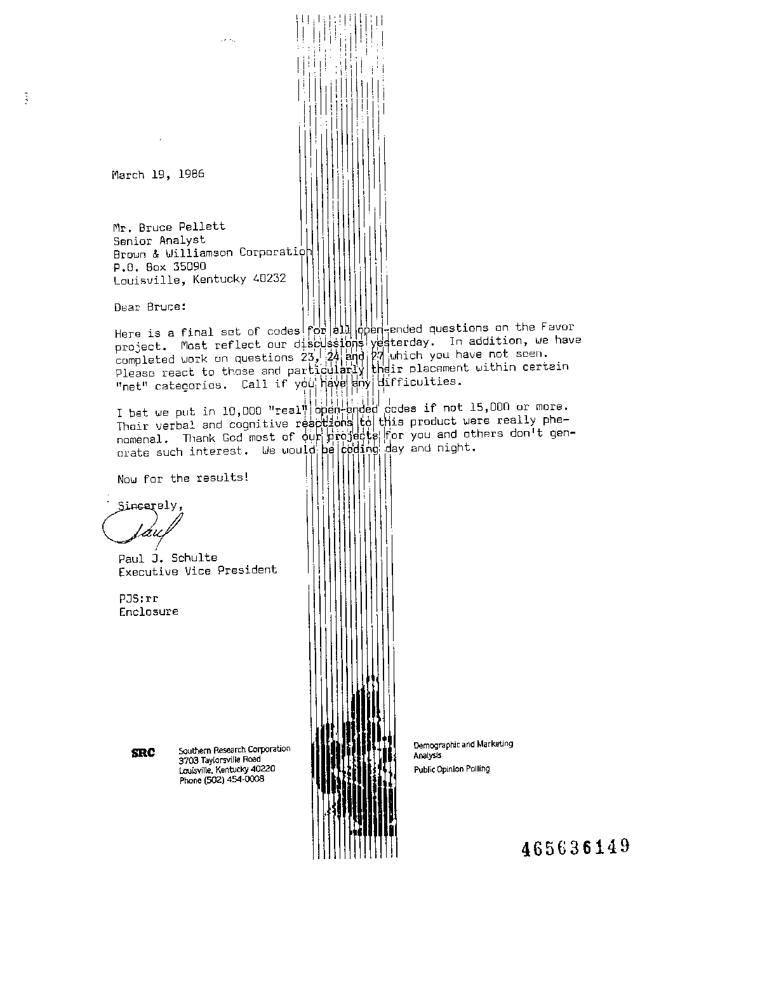 March 19, 1986
Mr. Bruce Pellett
Senior Analyst
Brown & Williamson Corporation
P.O. Box 35090
Louisville, Kentucky 40232
Dear Bruce:
Here is a final set of codes for all open-ended questions on the Favor
project. Most reflect our discussions yesterday. In addition, we have
completed work on questions 23, 24 and 27 which you have not seen.
Please react to those and particularly their placement within certain
"net" categories. Call if you have any difficulties.
I bet we put in 10,000 "real" open-ended codes if not 15,000 or more.
Their verbal and cognitive reactions to this product were really phe-
nomenal. Thank God most of our projects for you and others don't gen-
erate such interest. We would be coding day and night.
Now for the results!
Sincerely,
Paul
Paul J. Schulte
Executive Vice President
PJS:rr
Enclosure
SRC
Southern Research Corporation
3703 Taylorsville Road
Louisville, Kentucky 40220
Phone (502) 454-0008
Demographic and Marketing
Analysis
Public Opinion Polling
465636149